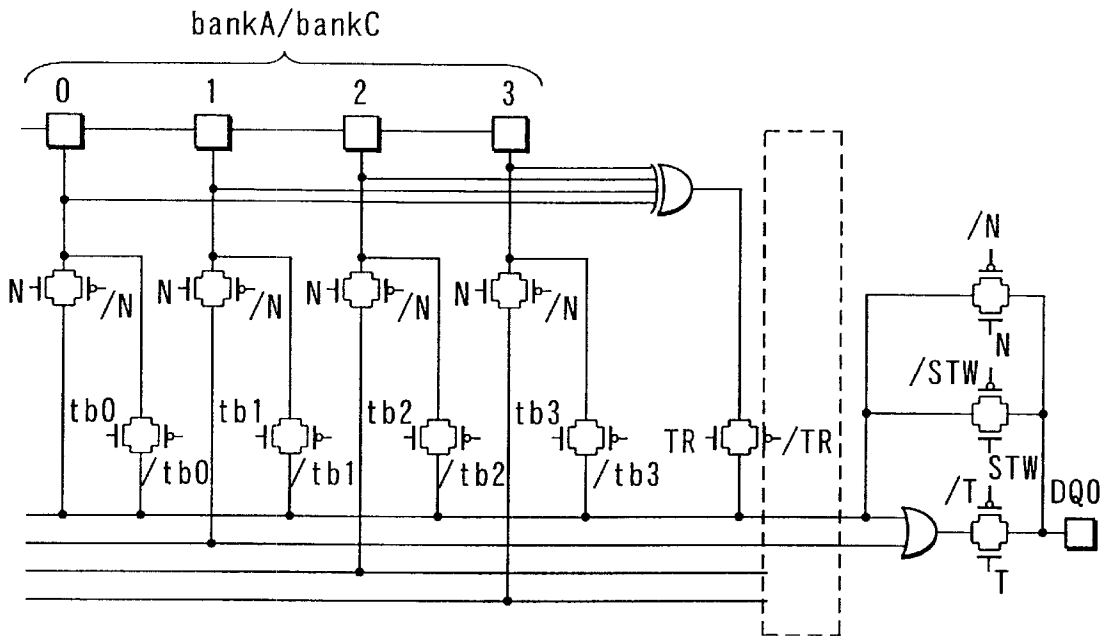 bankA/bankC
0 1 2 3
/N
N /N N /N N /N N /N
N
/STW
tb0 tb1 tb2 tb3
TR /TR
/tb0 /tb1 /tb2 /tb3
STW
/T
DQ0
T